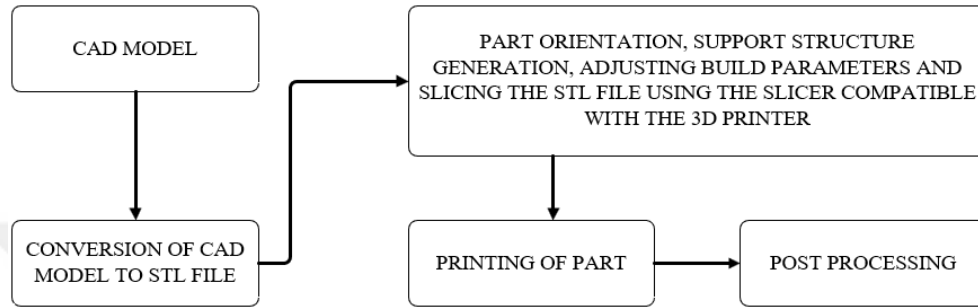 CAD MODEL
CONVERSION OF CAD
MODEL TO STL FILE
PART ORIENTATION, SUPPORT STRUCTURE
GENERATION, ADJUSTING BUILD PARAMETERS AND
SLICING THE STL FILE USING THE SLICER COMPATIBLE
WITH THE 3D PRINTER
PRINTING OF PART
POST PROCESSING